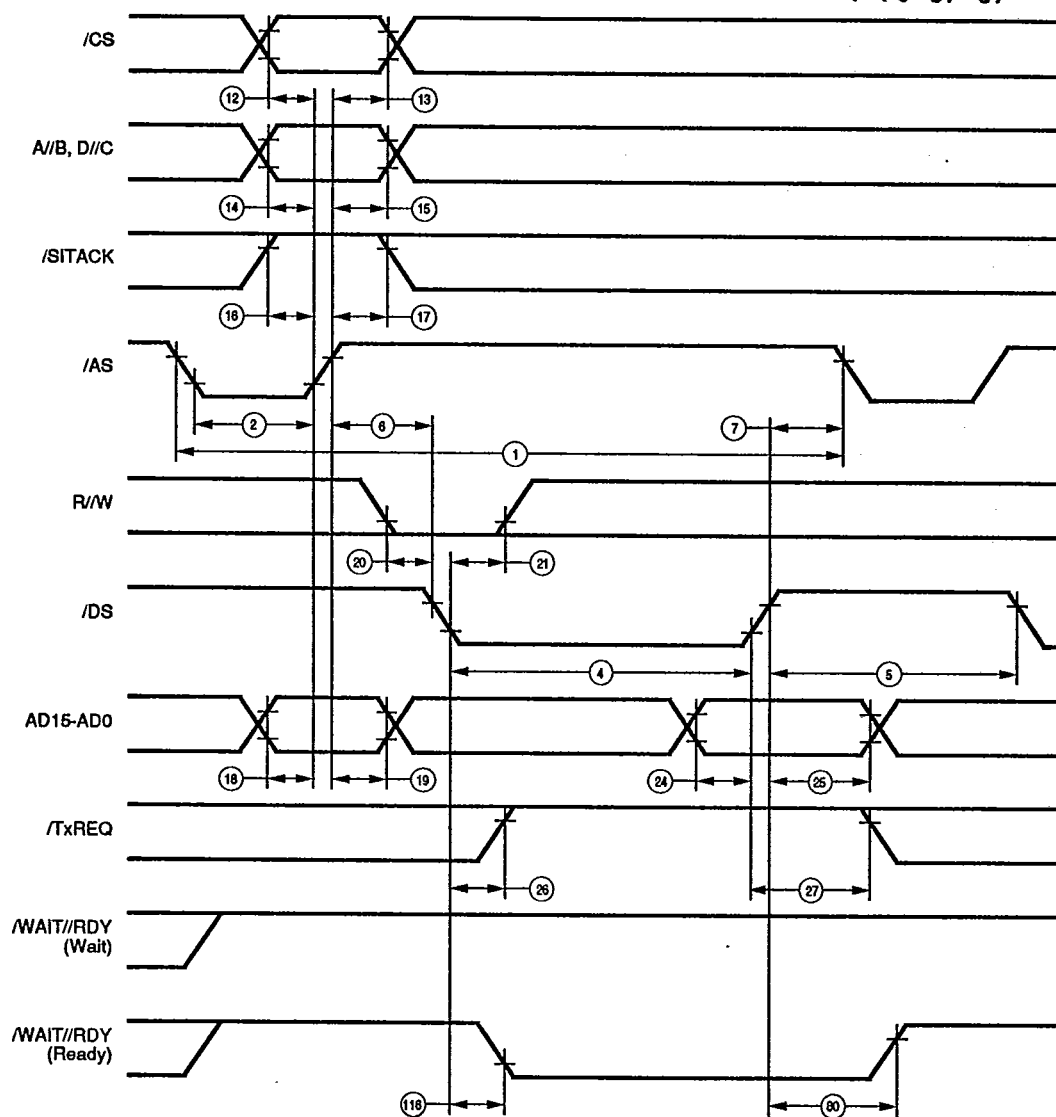 /CS
12
13
A//B, D//C
14
15
/SITACK
16
17
/AS
2
6
7
1
R//W
20
21
/DS
4
5
AD15-AD0
18
19
24
25
/TxREQ
26
27
/WAIT//RDY
(Wait)
/WAIT//RDY
(Ready)
116
80